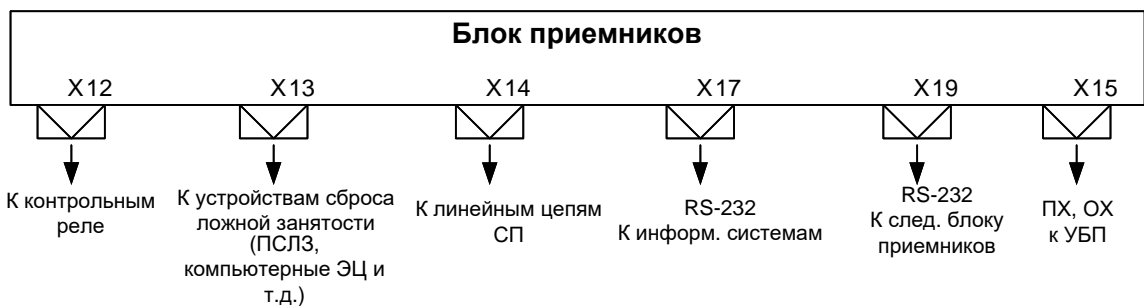 Блок приемников
X12
X13
X14
X17
X19
X15
К контрольным
реле
К устройствам сброса
ложной занятости
(ПСЛЗ,
компьютерные ЭЦ и
т.д.)
К линейным цепям
СП
RS-232
К информ. системам
RS-232
К след. блоку
приемников
ПХ, ОХ
к УБП